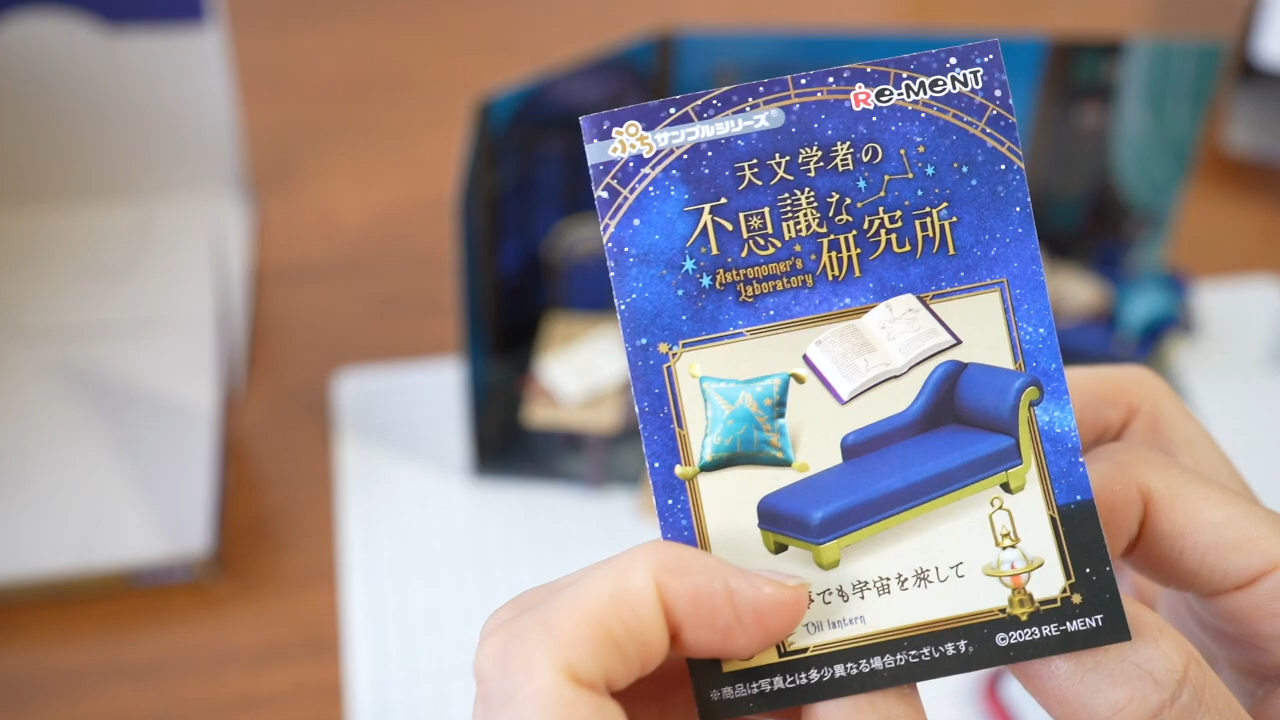 RE-MENT
ぷちサンプルシリーズ®
天文学者の
不思議な
研究所
Astronomer's
Laboratory
でも宇宙を旅して
Oil lantern
©2023 RE-MENT
※商品は写真とは多少異なる場合がございます。